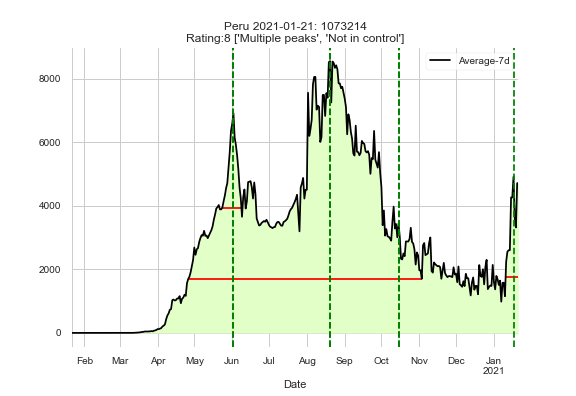 Peru 2021-01-21: 1073214
Rating:8 ['Multiple peaks', 'Not in control']
Average-7d
8000
6000
4000
2000
0
Feb Mar Apr May Jun Jul Aug Sep Oct Nov Dec Jan
2021
Date